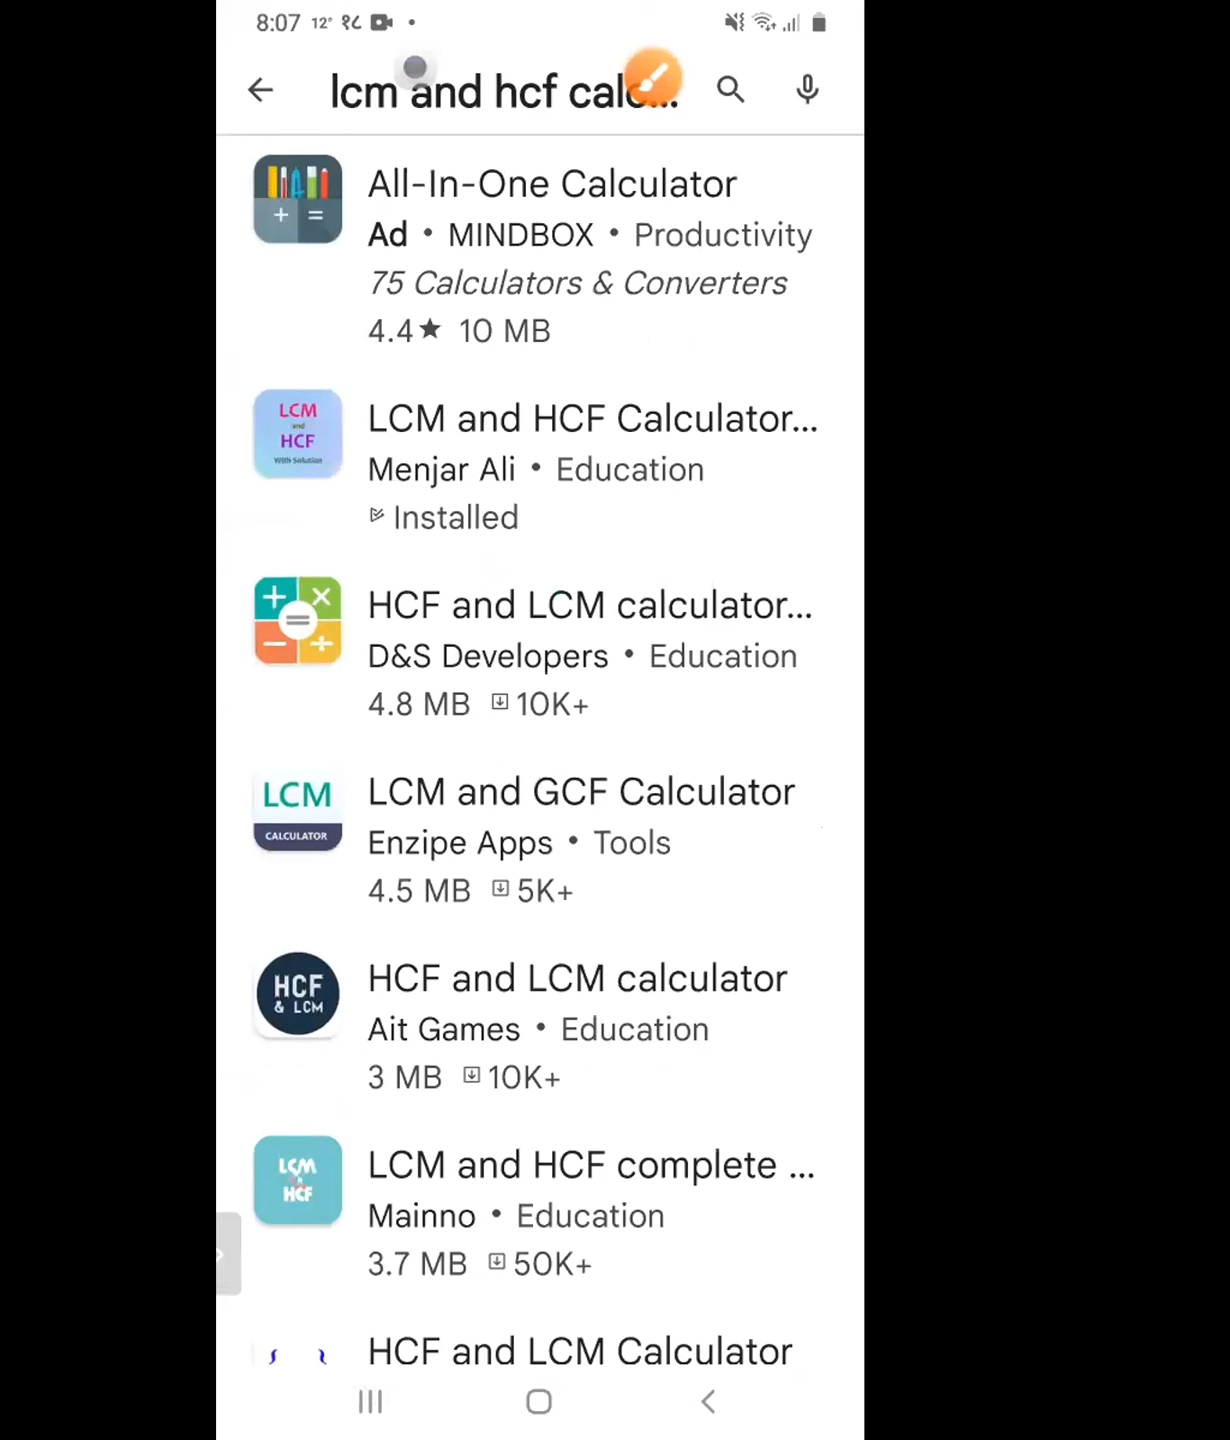 8:07 12° १८
lcm and hcf calc...
All-In-One Calculator
Ad • MINDBOX • Productivity
75 Calculators & Converters
4.4★ 10 MB
LCM
and
HCF
With Solution
LCM and HCF Calculator...
Menjar Ali • Education
Installed
HCF and LCM calculator...
D&S Developers • Education
4.8 MB 10K+
LCM
CALCULATOR
LCM and GCF Calculator
Enzipe Apps • Tools
4.5 MB 5K+
HCF
& LCM
HCF and LCM calculator
Ait Games • Education
3 MB 10K+
LCM
HCF
LCM and HCF complete ...
Mainno • Education
3.7 MB 50K+
HCF and LCM Calculator